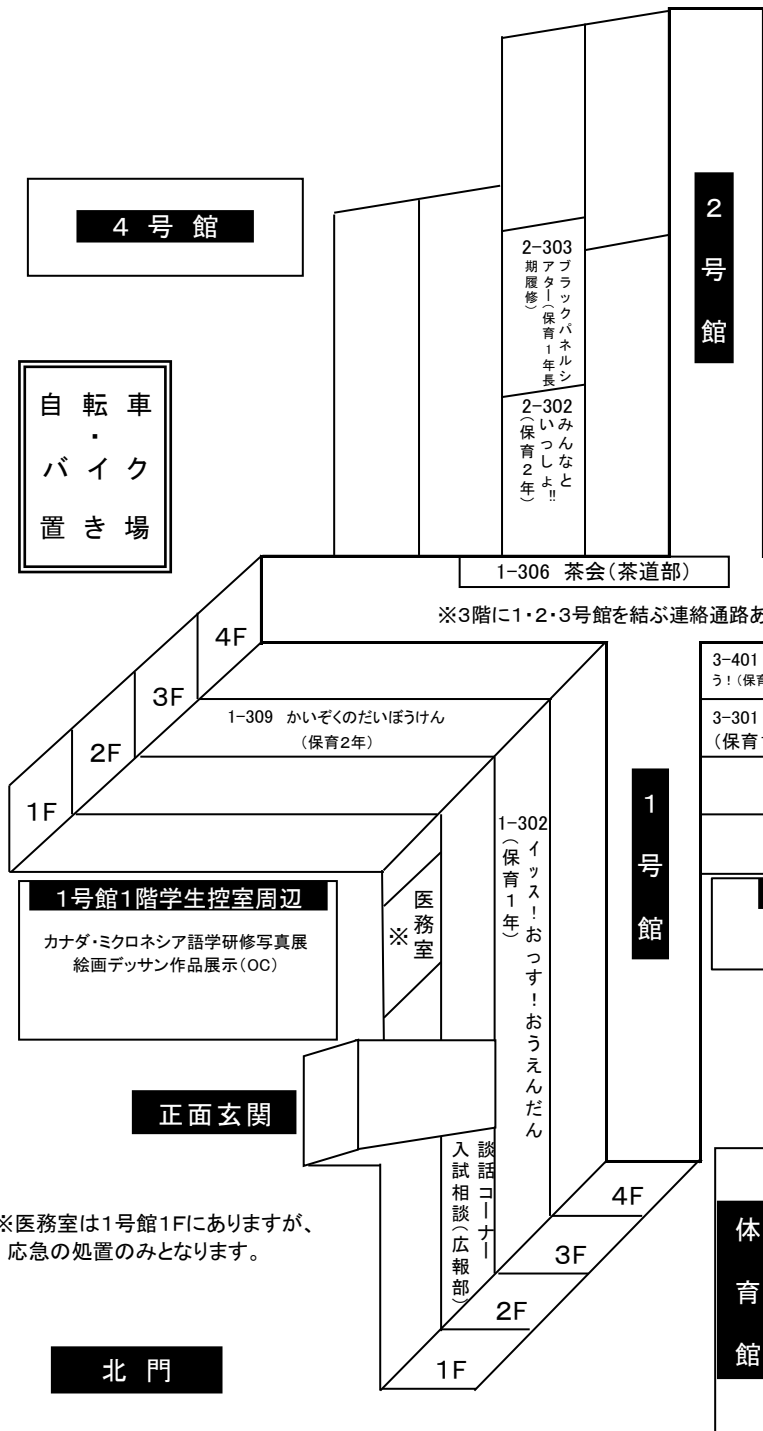 4 号 館
2号館
2-303
ブラックパネルシ
アター(保育1年長
期履修)
2-302
みんなと
いっしょ!!
(保育2年)
自 転 車
・
バ イ ク
置 き 場
1-306 茶会(茶道部)
※3階に1・2・3号館を結ぶ連絡通路あ
4F
3F
2F
1F
1-309 かいぞくのだいぼうけん
(保育2年)
3-401
う!(保育
3-301
(保育1
1号館
1-302
イッス!おっす!おうえんだん
(保育1年)
医務室
※
1号館1階学生控室周辺
カナダ・ミクロネシア語学研修写真展
絵画デッサン作品展示(OC)
正面玄関
談話コーナー
入試相談(広報部)
4F
3F
2F
1F
※医務室は1号館1Fにありますが、
応急の処置のみとなります。
体育館
北 門